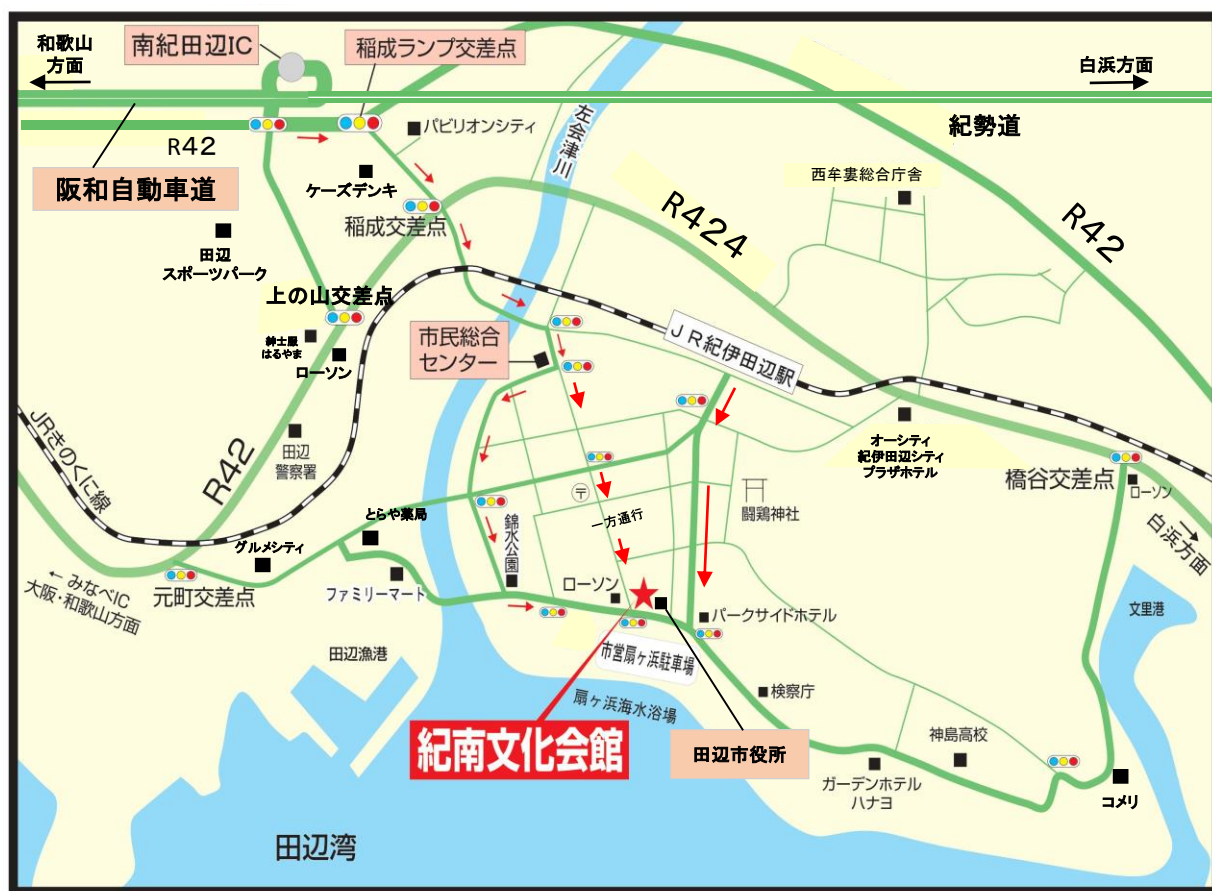 和歌山
方面
南紀田辺IC
稲成ランプ交差点
白浜方面
R42
パビリオンシティ
左会津川
紀勢道
阪和自動車道
ケーズデンキ
西牟婁総合庁舎
稲成交差点
R424
R42
田辺
スポーツパーク
上の山交差点
紳士服
はるやま
ローソン
市民総合
センター
JR紀伊田辺駅
オーシティ
紀伊田辺シティ
プラザホテル
JRきのくに線
R42
田辺
警察署
橋谷交差点
ローソン
〒
闘鶏神社
白浜方面
とらや薬局
錦水公園
一方通行
グルメシティ
← みなべIC
大阪・和歌山方面
元町交差点
ファミリーマート
ローソン
パークサイドホテル
文里港
田辺漁港
市営扇ヶ浜駐車場
扇ヶ浜海水浴場
検察庁
紀南文化会館
田辺市役所
神島高校
ガーデンホテル
ハナヨ
コメリ
田辺湾